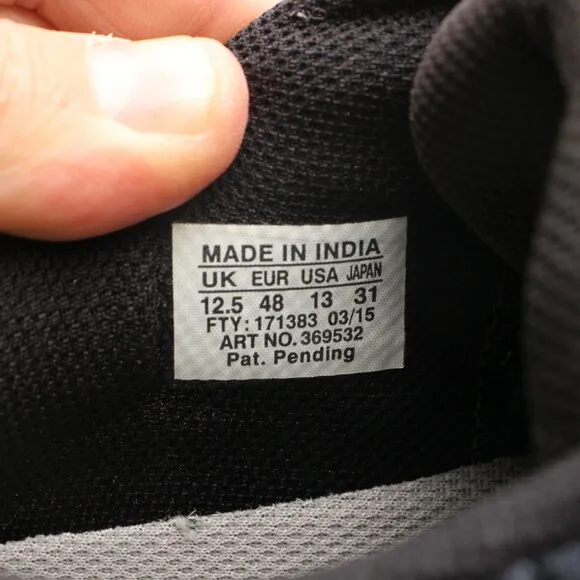 MADE IN INDIA
UK EUR USA JAPAN
12.5 48 13 31
FTY: 171383 03/15
ART NO. 369532
Pat. Pending